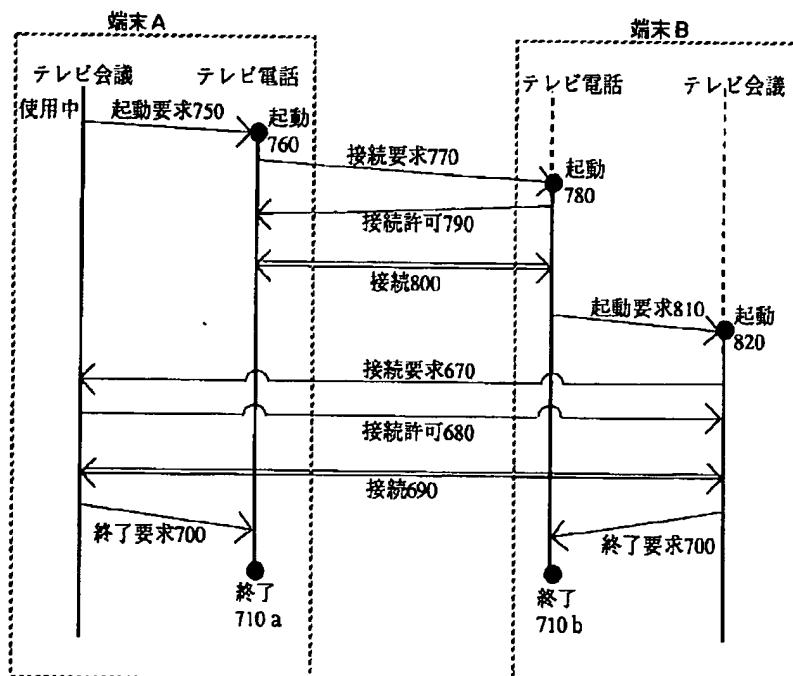 端末A
端末B
テレビ会議
テレビ電話
テレビ電話
テレビ会議
使用中
起動要求750
起動
760
接続要求770
起動
780
接続許可790
接続800
起動要求810
起動
820
接続要求670
接続許可680
接続690
終了要求700
終了要求700
終了
710a
終了
710b